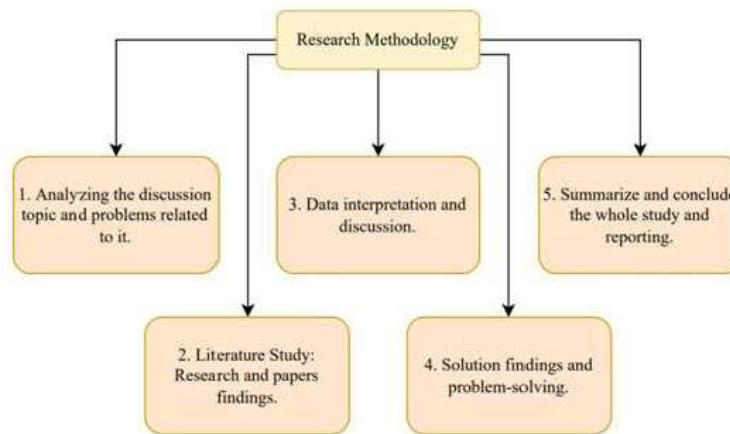 Research Methodology
1. Analyzing the discussion
topic and problems related
to it.
2. Literature Study:
Research and papers
findings.
3. Data interpretation and
discussion.
4. Solution findings and
problem-solving.
5. Summarize and conclude
the whole study and
reporting.